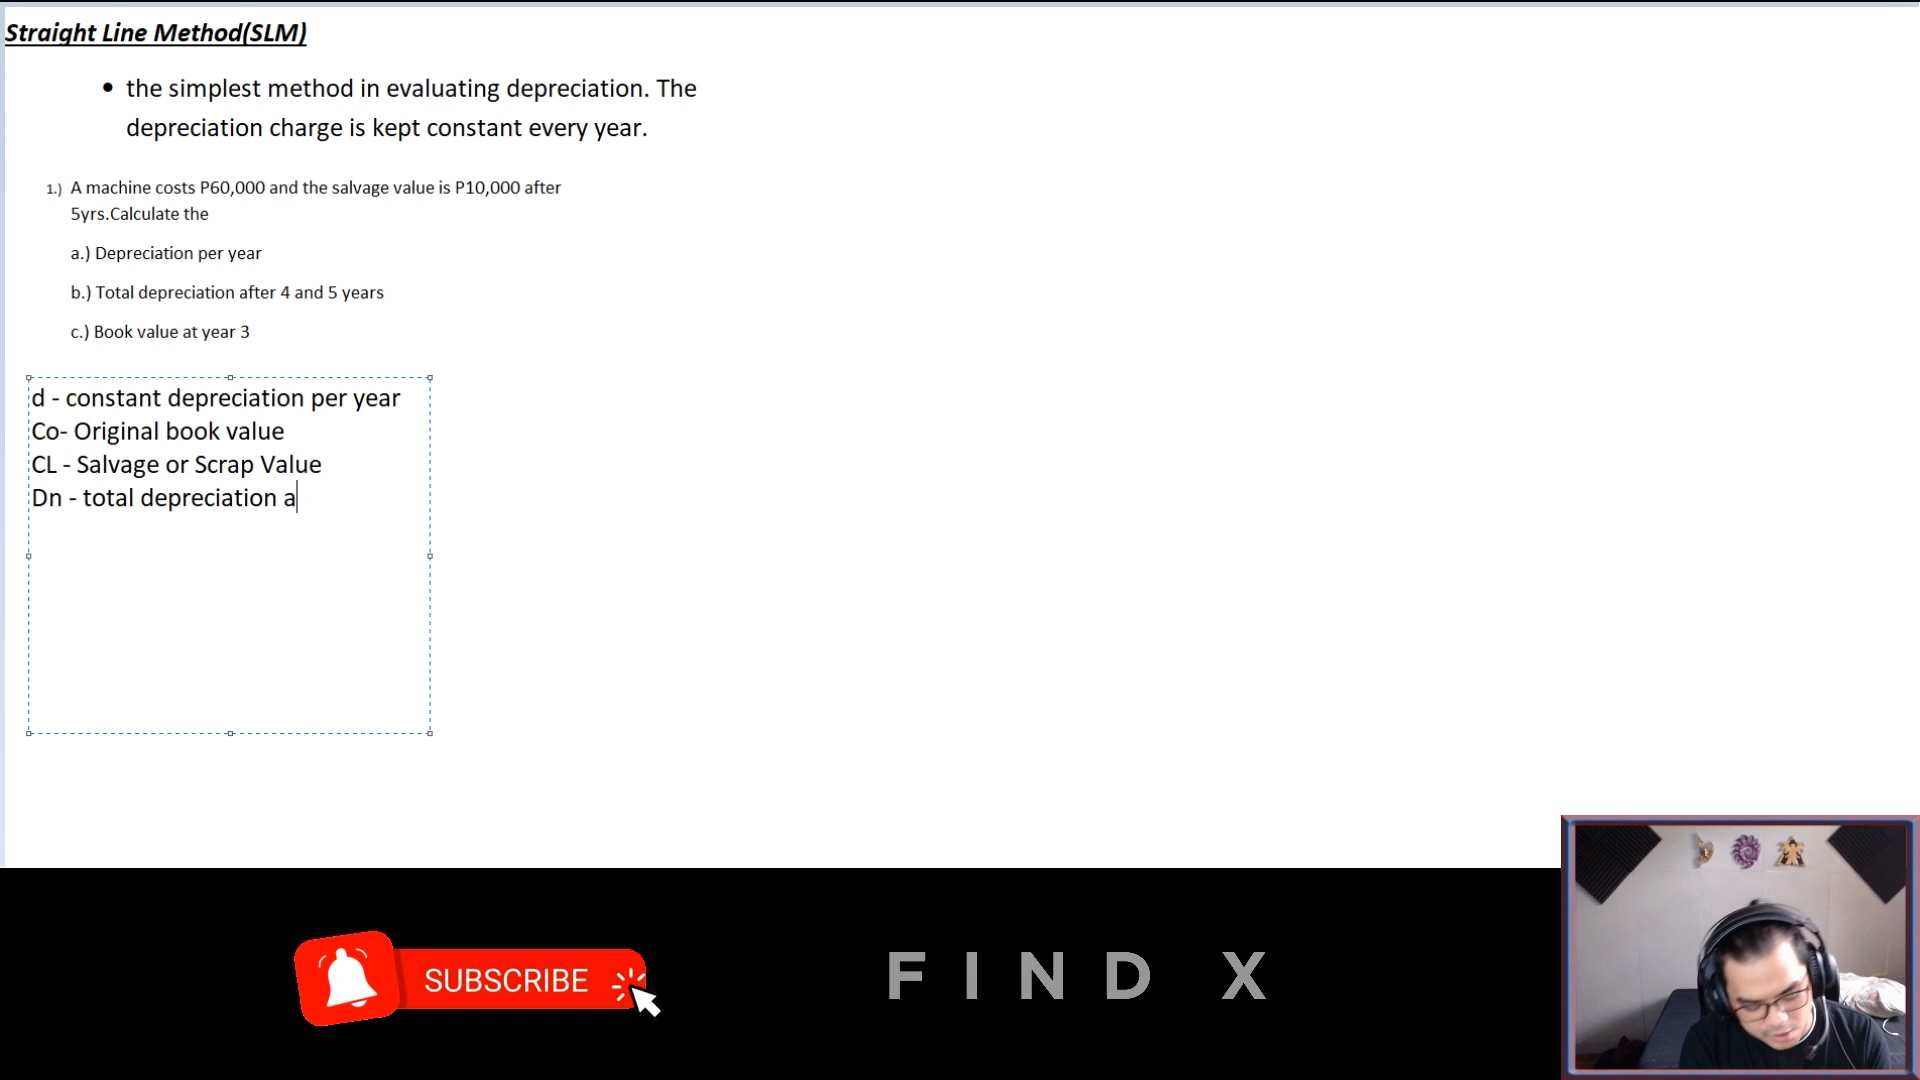 Straight Line Method(SLM)
• the simplest method in evaluating depreciation. The
depreciation charge is kept constant every year.
1.) A machine costs P60,000 and the salvage value is P10,000 after
5yrs.Calculate the
a.) Depreciation per year
b.) Total depreciation after 4 and 5 years
c.) Book value at year 3
d - constant depreciation per year
Co- Original book value
CL - Salvage or Scrap Value
Dn - total depreciation a
SUBSCRIBE
FIND X